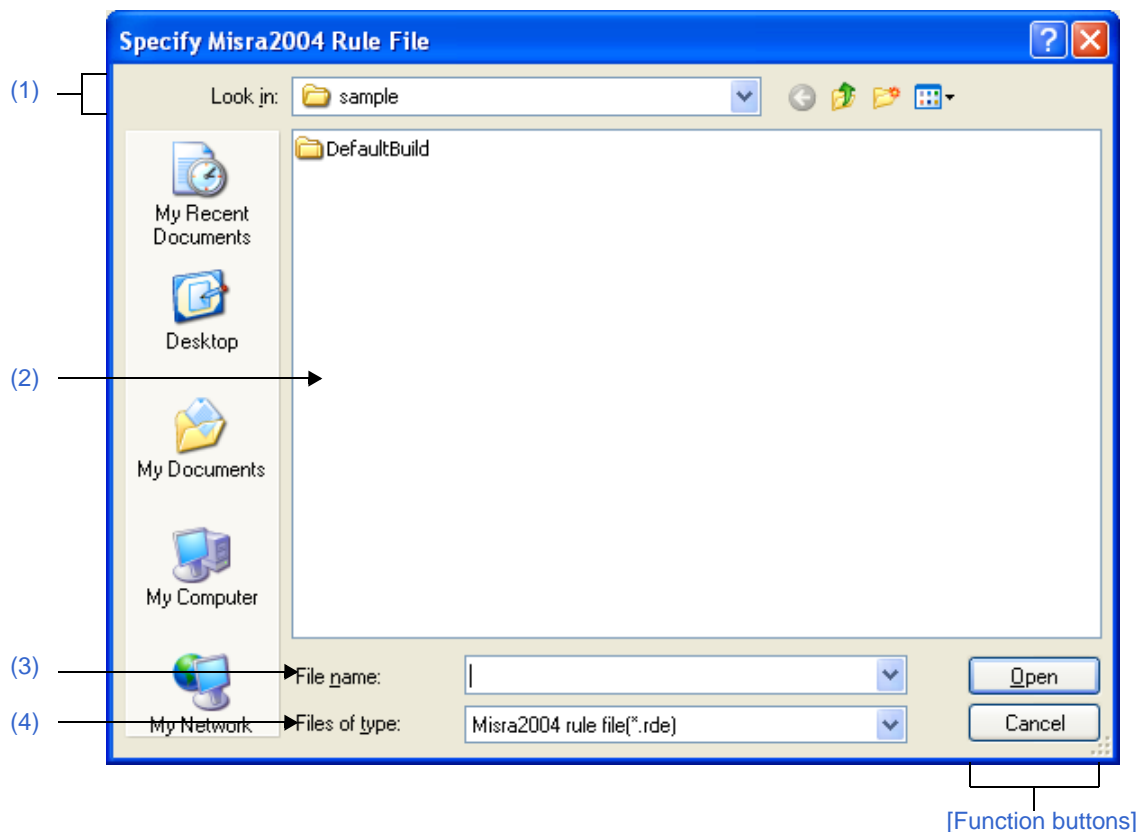 Specify Misra2004 Rule File
(1)
Look in:
sample
DefaultBuild
My Recent
Documents
Desktop
(2)
My Documents
My Computer
(3)
File name:
Open
(4)
My Network
Files of type:
Misra2004 rule file(*.rde)
Cancel
[Function buttons]